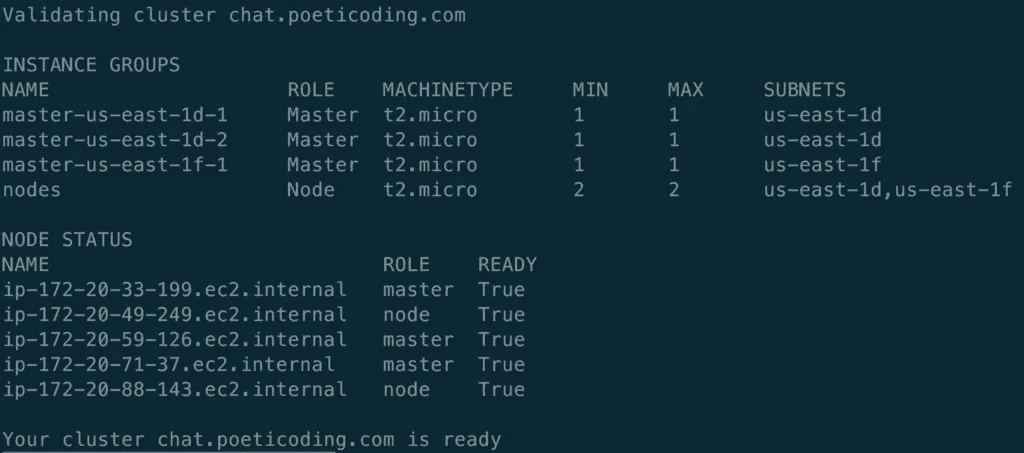 Validating cluster chat.poeticoding.com
INSTANCE GROUPS
NAME ROLE MACHINETYPE MIN MAX SUBNETS
master-us-east-1d-1 Master t2.micro 1 1 us-east-1d
master-us-east-1d-2 Master t2.micro 1 1 us-east-1d
master-us-east-1f-1 Master t2.micro 1 1 us-east-1f
nodes Node t2.micro 2 2 us-east-1d,us-east-1f
NODE STATUS
NAME ROLE READY
ip-172-20-33-199.ec2.internal master True
ip-172-20-49-249.ec2.internal node True
ip-172-20-59-126.ec2.internal master True
ip-172-20-71-37.ec2.internal master True
ip-172-20-88-143.ec2.internal node True
Your cluster chat.poeticoding.com is ready